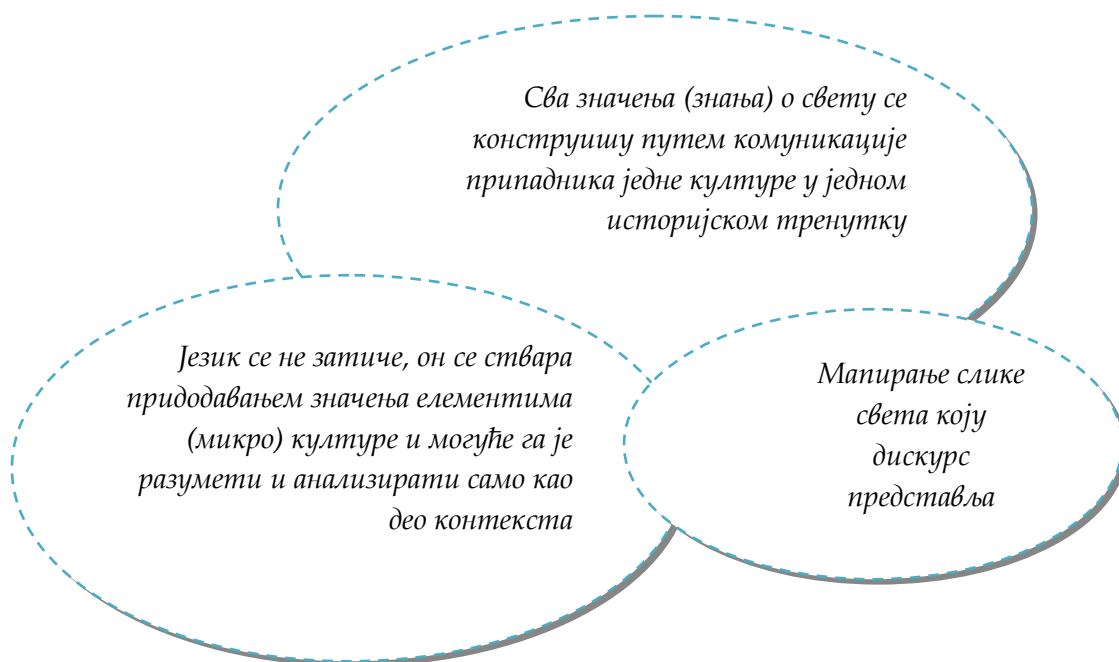 Сва значења (знања) о свету се
конструишу путем комуникације
припадника једне културе у једном
историјском тренутку
Језик се не затиче, он се ствара
придодавањем значења елементима
(микро) културе и могуће га је
разумети и анализирати само као
део контекста
Мапирање слике
света коју
дискурс
представља